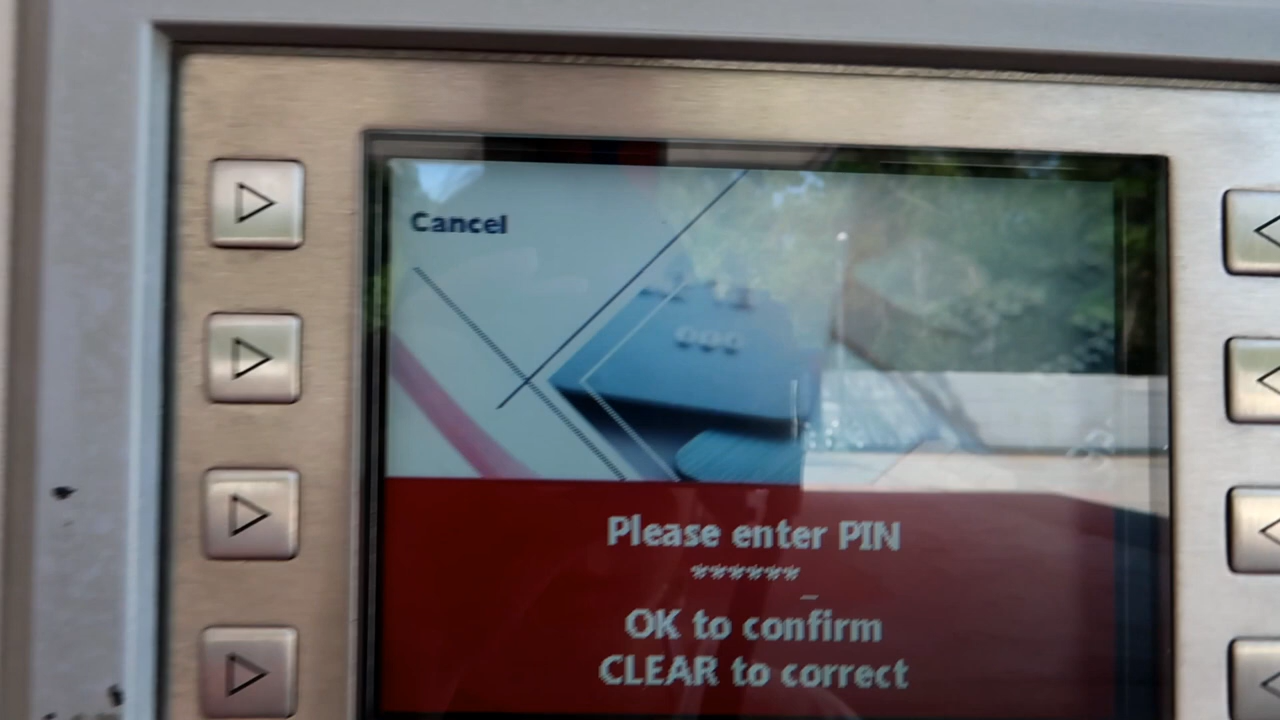 Cancel
Please enter PIN
******_
OK to confirm
CLEAR to correct